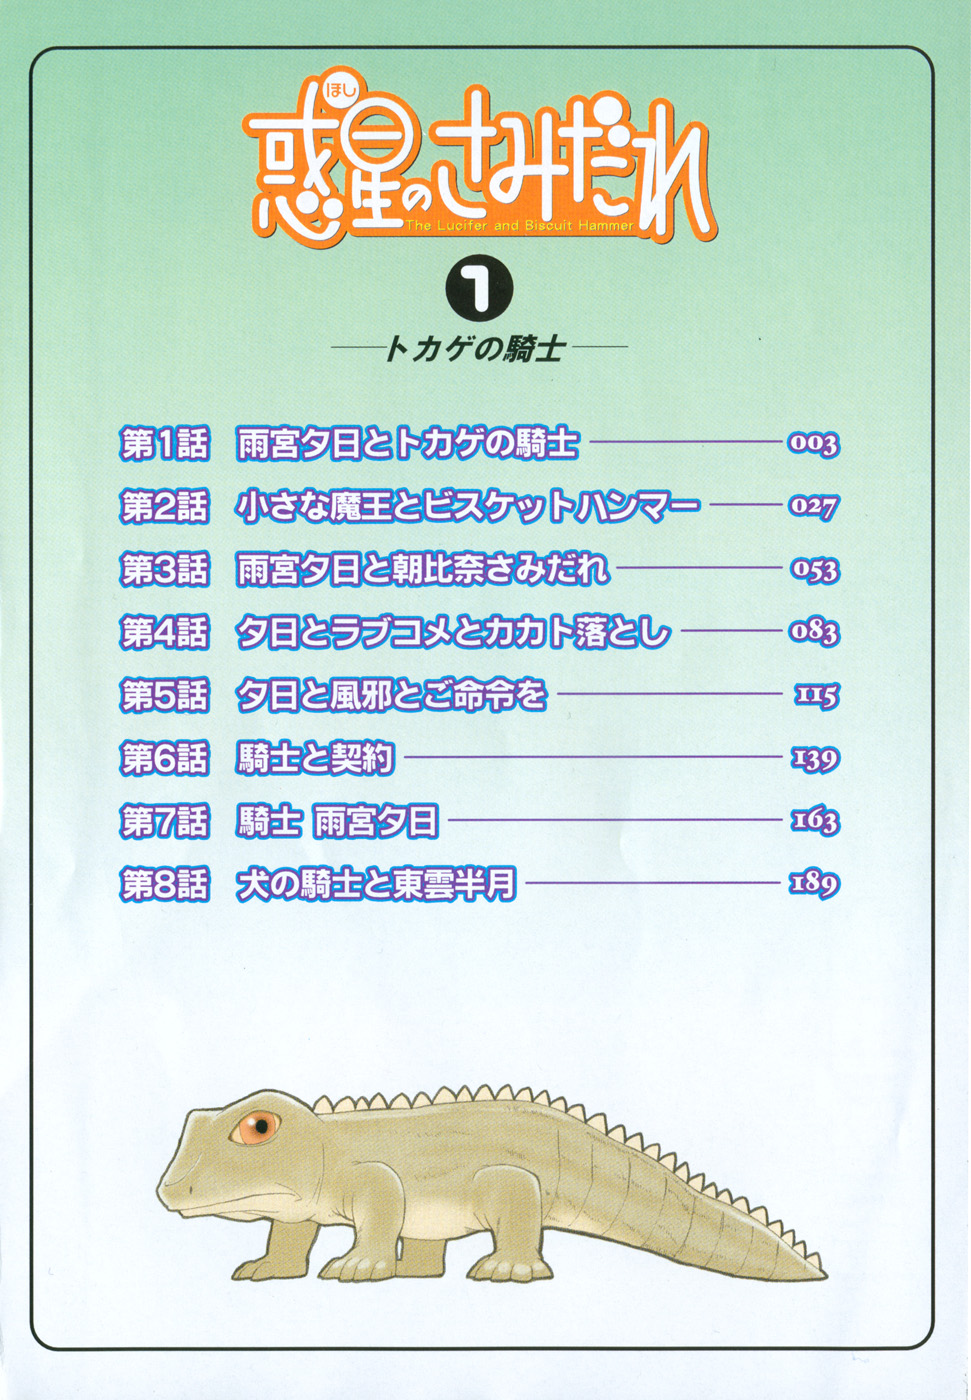 惑星のさみだれ
ほし
The Lucifer and Biscuit Hammer
1
トカゲの騎士
第1話 雨宮夕日とトカゲの騎士 003
第2話 小さな魔王とビスケットハンマー 027
第3話 雨宮夕日と朝比奈さみだれ 053
第4話 夕日とラブコメとカカト落とし 083
第5話 夕日と風邪とご命令を 115
第6話 騎士と契約 139
第7話 騎士 雨宮夕日 163
第8話 犬の騎士と東雲半月 189